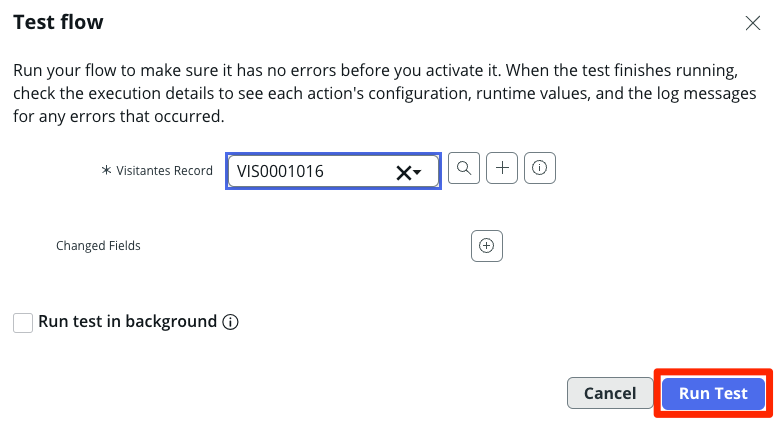 Test flow
Run your flow to make sure it has no errors before you activate it. When the test finishes running,
check the execution details to see each action's configuration, runtime values, and the log messages
for any errors that occurred.
* Visitantes Record VIS0001016
Changed Fields
Run test in background
Cancel Run Test